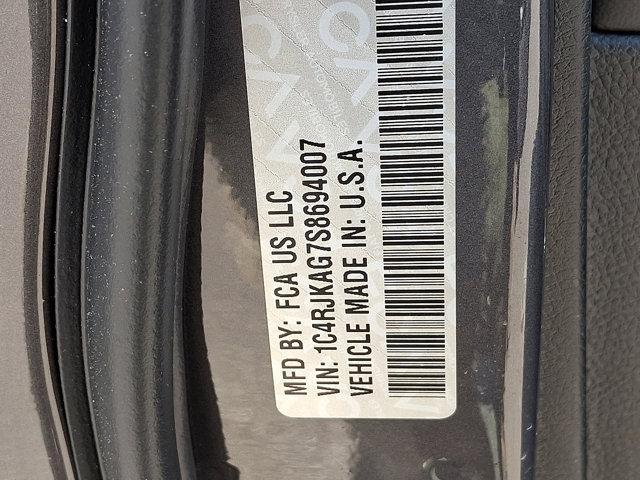 MFD BY: FCA US LLC
VIN: 1C4RJKAG7S8694007
VEHICLE MADE IN: U.S.A.